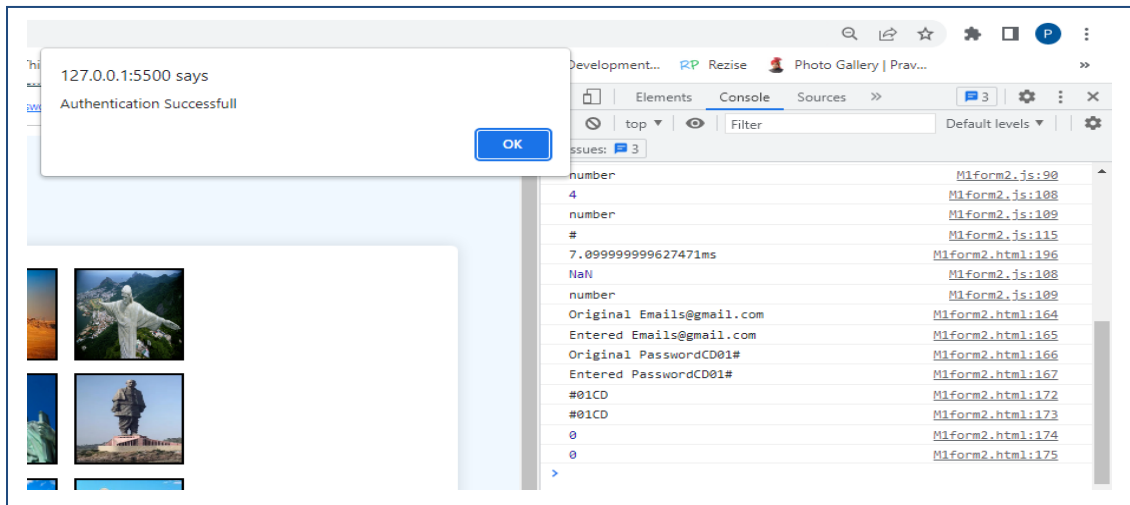 P
Development... RP Rezise Photo Gallery | Prav... »
127.0.0.1:5500 says
Authentication Successfull
OK
Elements Console Sources » 3
top Filter Default levels
ssues: 3
number M1form2.js:90
4 M1form2.js:108
number M1form2.js:109
# M1form2.js:115
7.099999999627471ms M1form2.html:196
NaN M1form2.js:108
number M1form2.js:109
Original Emails@gmail.com M1form2.html:164
Entered Emails@gmail.com M1form2.html:165
Original PasswordCD01# M1form2.html:166
Entered PasswordCD01# M1form2.html:167
#01CD M1form2.html:172
#01CD M1form2.html:173
0 M1form2.html:174
0 M1form2.html:175
>